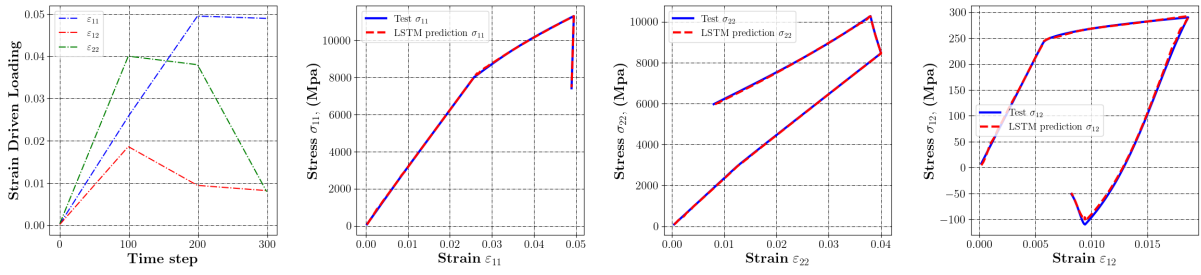 Strain Driven Loading
0.05
0.04
0.03
0.02
0.01
0.00
ε11
ε12
ε22
0
100
200
300
Time step
Stress σ11, (Mpa)
10000
8000
6000
4000
2000
0
Test σ11
LSTM prediction σ11
0.00
0.01
0.02
0.03
0.04
0.05
Strain ε11
Stress σ22, (Mpa)
10000
8000
6000
4000
2000
0
Test σ22
LSTM prediction σ22
0.00
0.01
0.02
0.03
0.04
Strain ε22
Stress σ12, (Mpa)
300
250
200
150
100
50
0
−50
−100
Test σ12
LSTM prediction σ12
0.000
0.005
0.010
0.015
Strain ε12